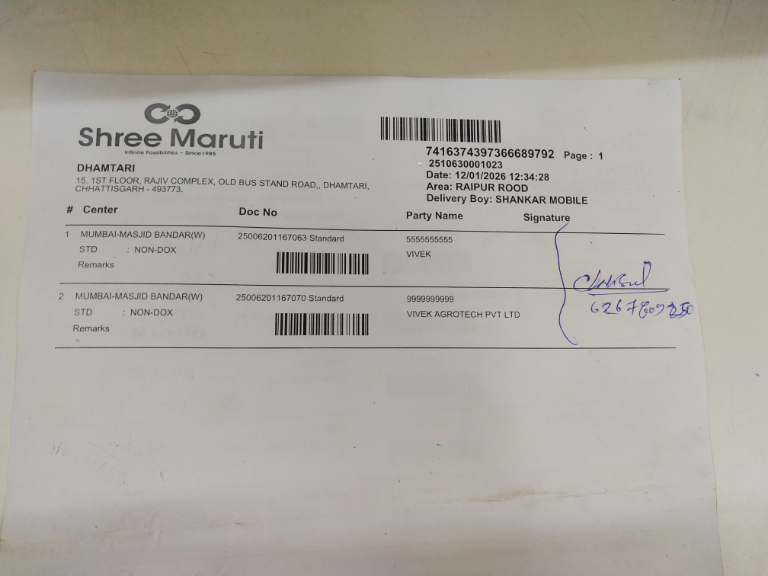 Shree Maruti
Infinite Possibilities - Since 1985
7416374397366689792 Page : 1
2510630001023
Date: 12/01/2026 12:34:28
Area: RAIPUR ROOD
Delivery Boy: SHANKAR MOBILE
DHAMTARI
15, 1ST FLOOR, RAJIV COMPLEX, OLD BUS STAND ROAD,, DHAMTARI,
CHHATTISGARH - 493773.
# Center Doc No Party Name Signature
1 MUMBAI-MASJID BANDAR(W) 25006201167063 Standard 5555555555
STD : NON-DOX VIVEK
Remarks
2 MUMBAI-MASJID BANDAR(W) 25006201167070 Standard 9999999999
STD : NON-DOX VIVEK AGROTECH PVT LTD
Remarks